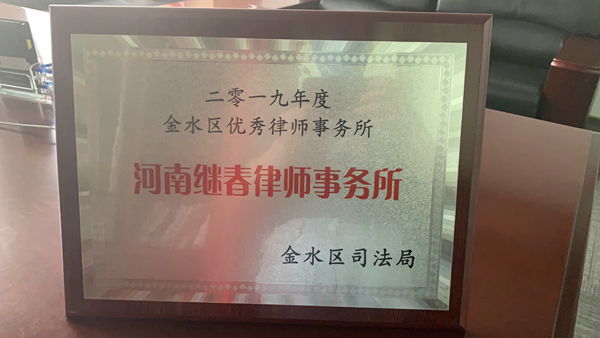 二零一九年度
金水区优秀律师事务所
河南继春律师事务所
金水区司法局